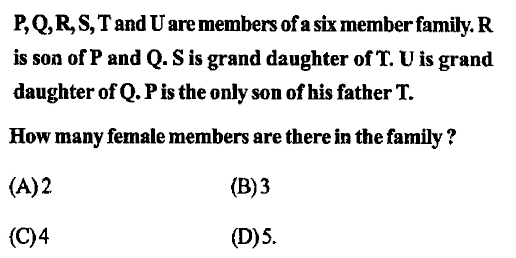 P, Q, R, S, T and U are members of a six member family. R
is son of P and Q. S is grand daughter of T. U is grand
daughter of Q. P is the only son of his father T.
How many female members are there in the family ?
(A) 2 (B) 3
(C) 4 (D) 5.